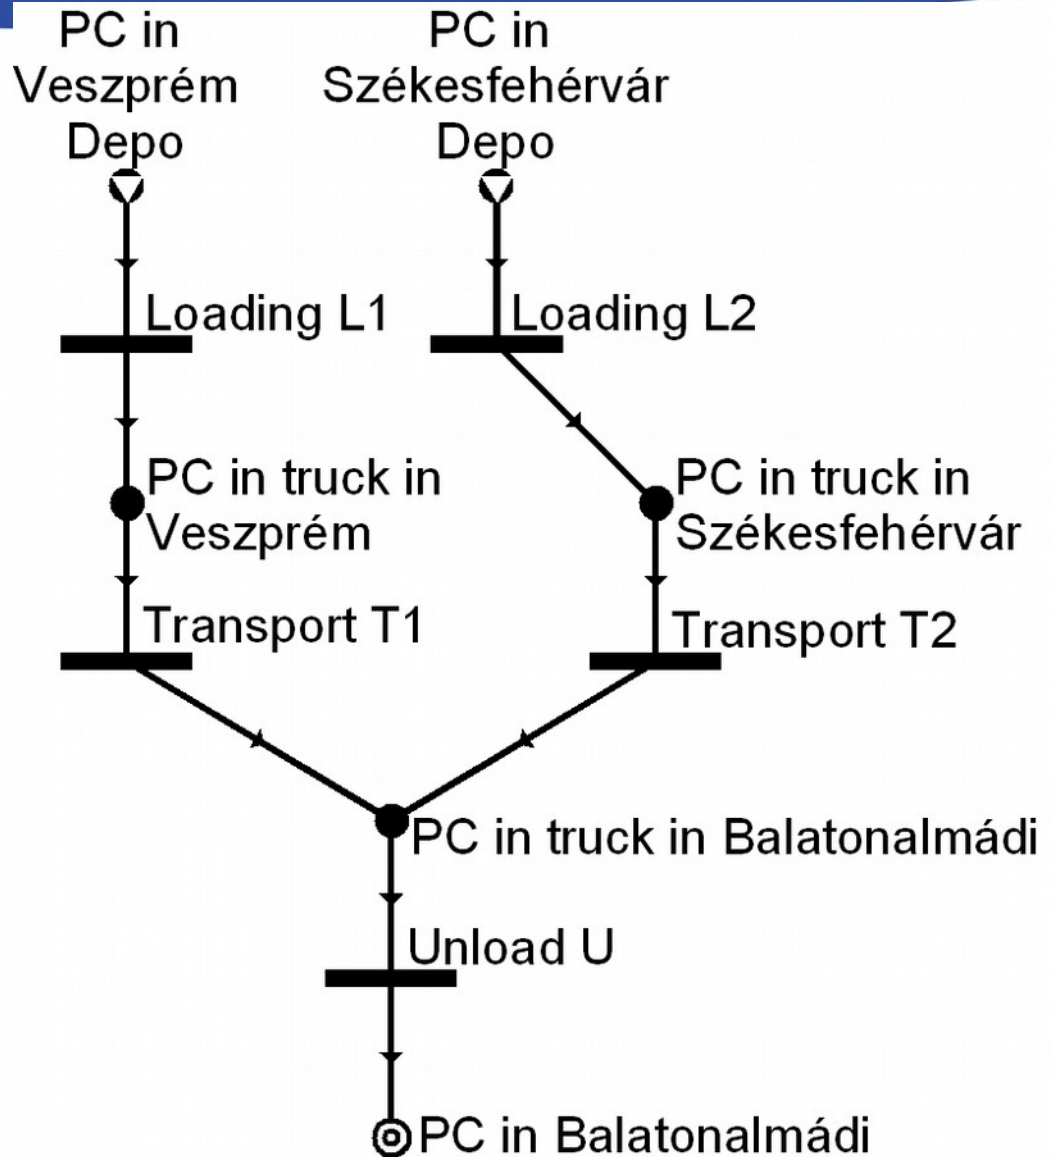 PC in
Veszprém
Depo
PC in
Székesfehérvár
Depo
Loading L1
Loading L2
PC in truck in
Veszprém
PC in truck in
Székesfehérvár
Transport T1
Transport T2
PC in truck in Balatonalmádi
Unload U
PC in Balatonalmádi